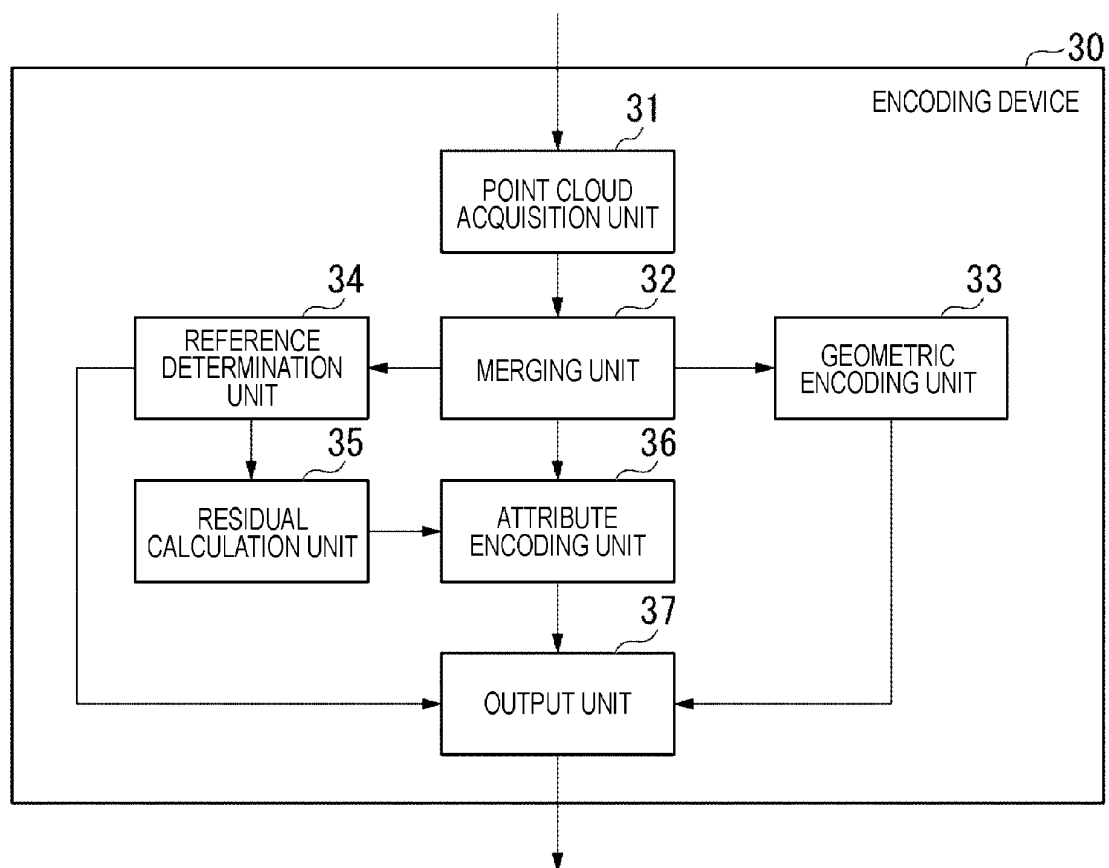 30
ENCODING DEVICE
31
POINT CLOUD
ACQUISITION UNIT
34
REFERENCE
DETERMINATION
UNIT
32
MERGING UNIT
33
GEOMETRIC
ENCODING UNIT
35
RESIDUAL
CALCULATION UNIT
36
ATTRIBUTE
ENCODING UNIT
37
OUTPUT UNIT